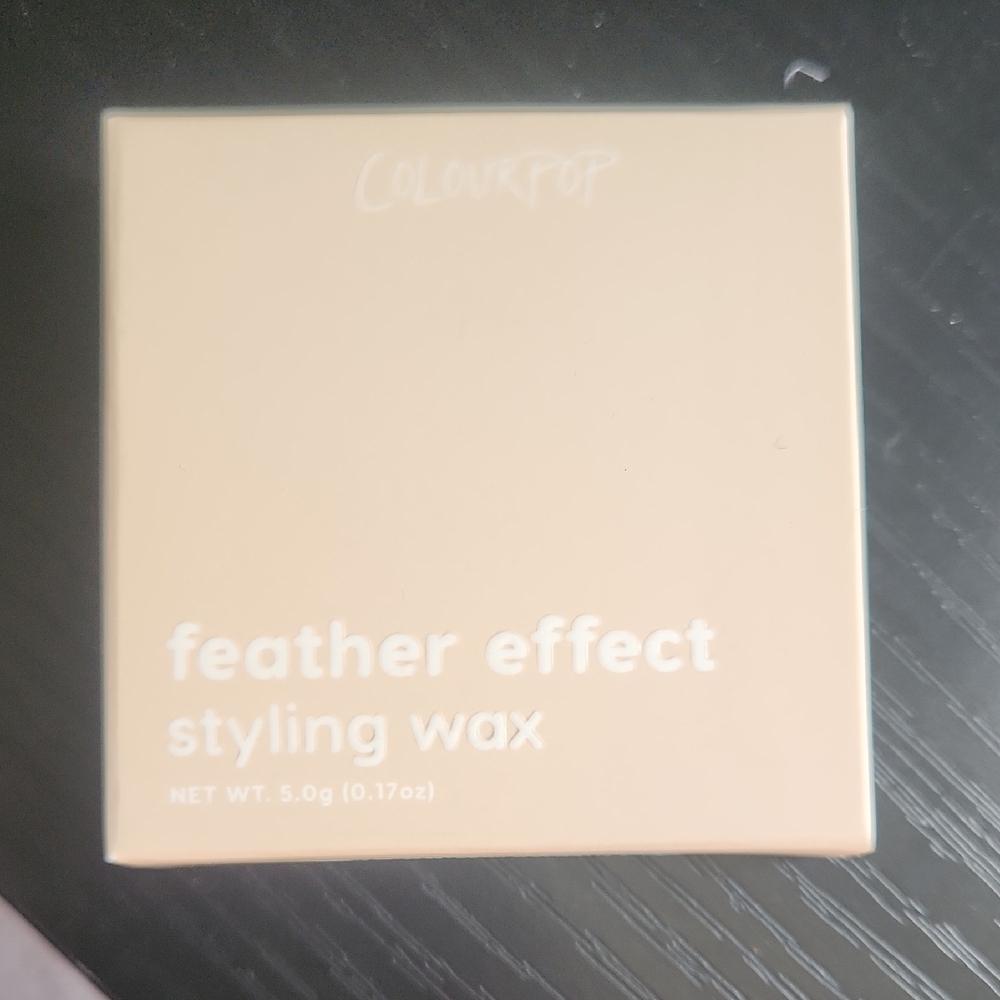 COLOURPOP
feather effect
styling wax
NET WT. 5.0g (0.17oz)